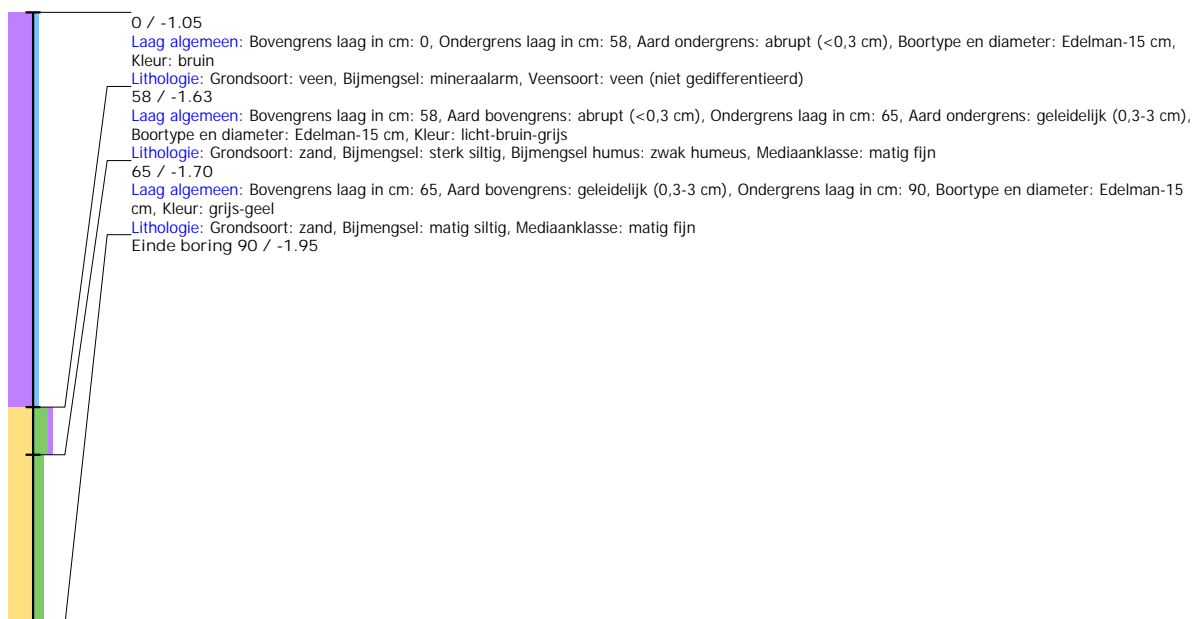 0 / -1.05
Laag algemeen: Bovengrens laag in cm: 0, Ondergrens laag in cm: 58, Aard ondergrens: abrupt (<0,3 cm), Boortype en diameter: Edelman-15 cm,
Kleur: bruin
Lithologie: Grondsoort: veen, Bijmengsel: mineraalarm, Veensoort: veen (niet gedifferentieerd)
58 / -1.63
Laag algemeen: Bovengrens laag in cm: 58, Aard bovengrens: abrupt (<0,3 cm), Ondergrens laag in cm: 65, Aard ondergrens: geleidelijk (0,3-3 cm),
Boortype en diameter: Edelman-15 cm, Kleur: licht-bruin-grijs
Lithologie: Grondsoort: zand, Bijmengsel: sterk siltig, Bijmengsel humus: zwak humeus, Mediaanklasse: matig fijn
65 / -1.70
Laag algemeen: Bovengrens laag in cm: 65, Aard bovengrens: geleidelijk (0,3-3 cm), Ondergrens laag in cm: 90, Boortype en diameter: Edelman-15
cm, Kleur: grijs-geel
Lithologie: Grondsoort: zand, Bijmengsel: matig siltig, Mediaanklasse: matig fijn
Einde boring 90 / -1.95